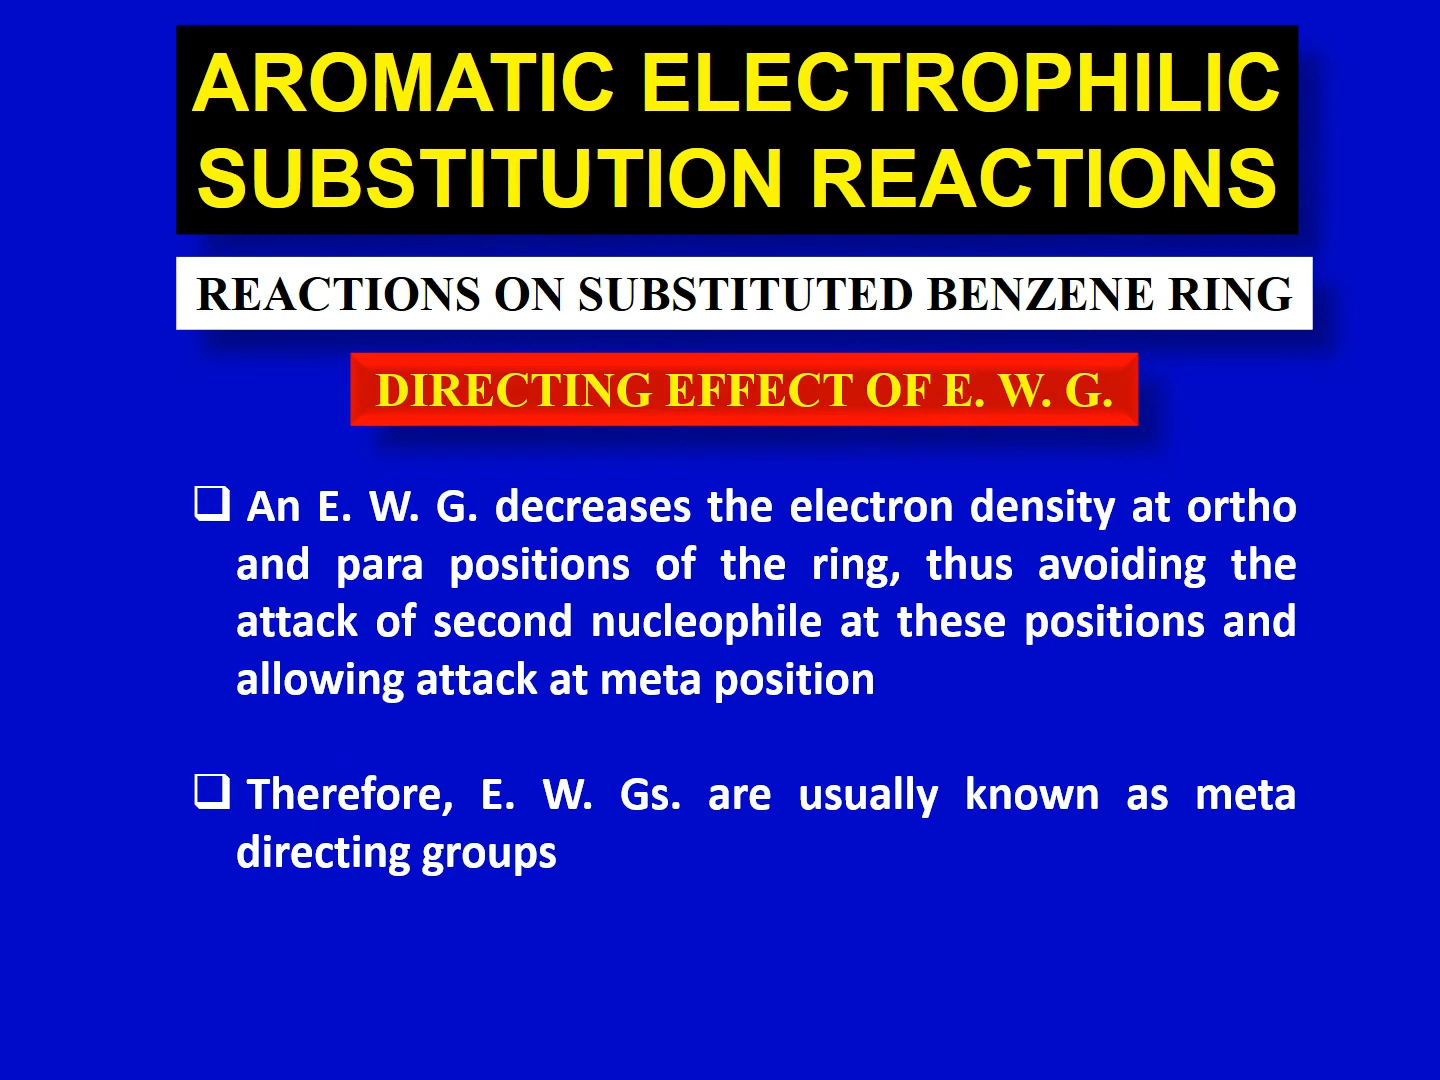 AROMATIC ELECTROPHILIC
SUBSTITUTION REACTIONS
REACTIONS ON SUBSTITUTED BENZENE RING
DIRECTING EFFECT OF E. W. G.
❑ An E. W. G. decreases the electron density at ortho
and para positions of the ring, thus avoiding the
attack of second nucleophile at these positions and
allowing attack at meta position
❑ Therefore, E. W. Gs. are usually known as meta
directing groups